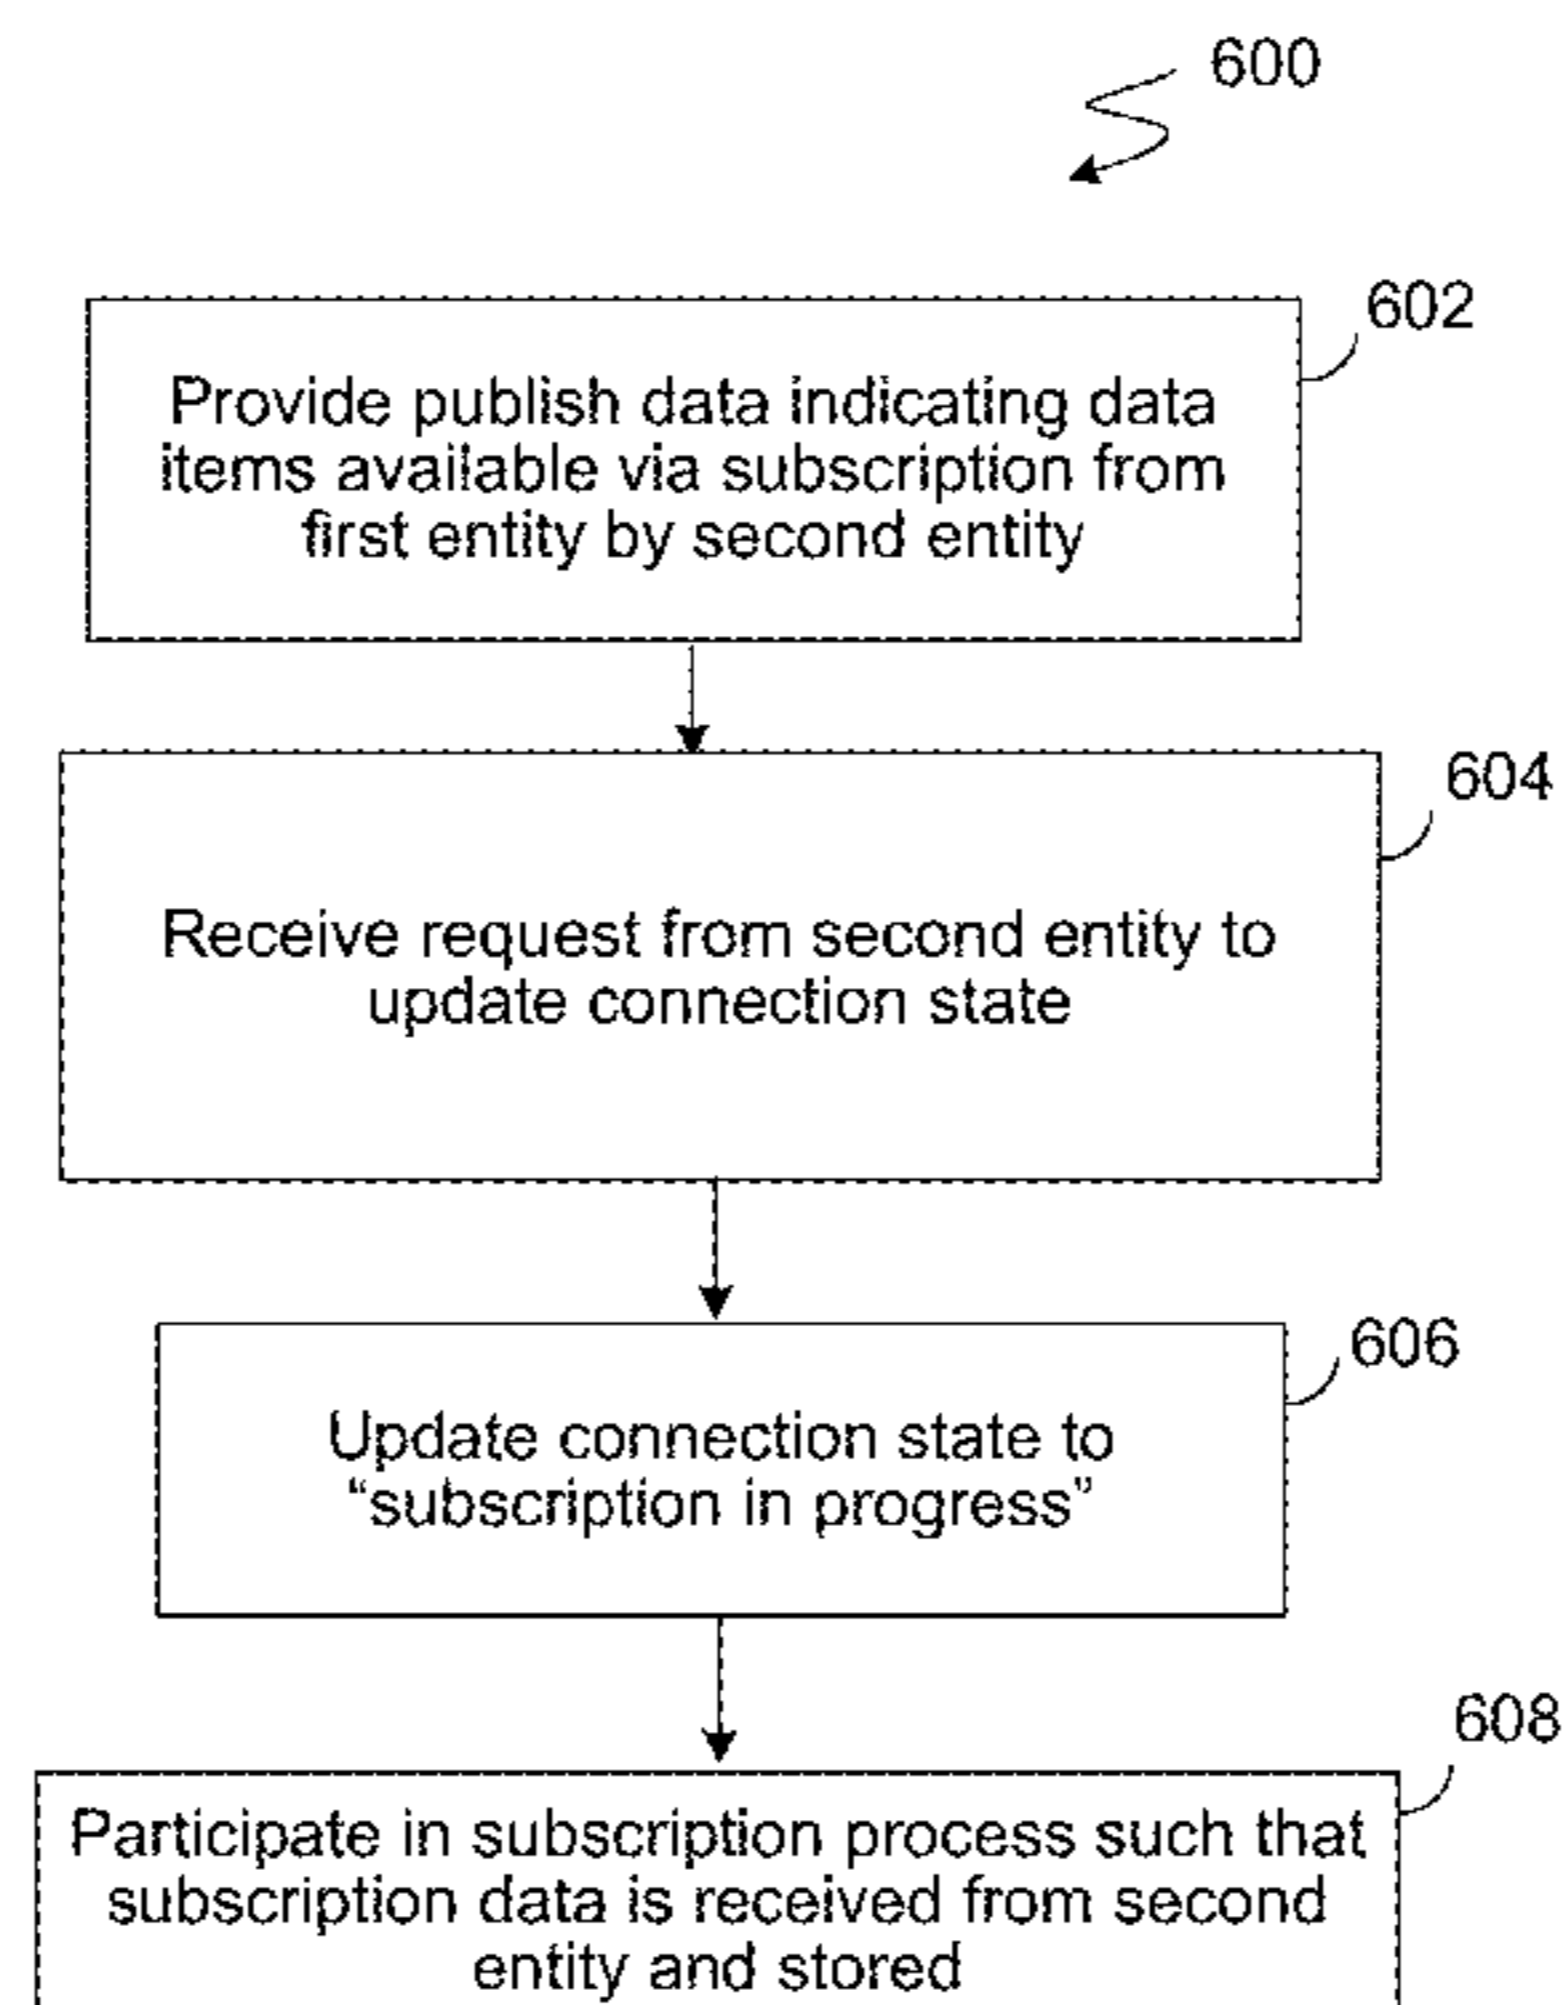 600
602
Provide publish data indicating data
items available via subscription from
first entity by second entity
604
Receive request from second entity to
update connection state
606
Update connection state to
“subscription in progress”
608
Participate in subscription process such that
subscription data is received from second
entity and stored